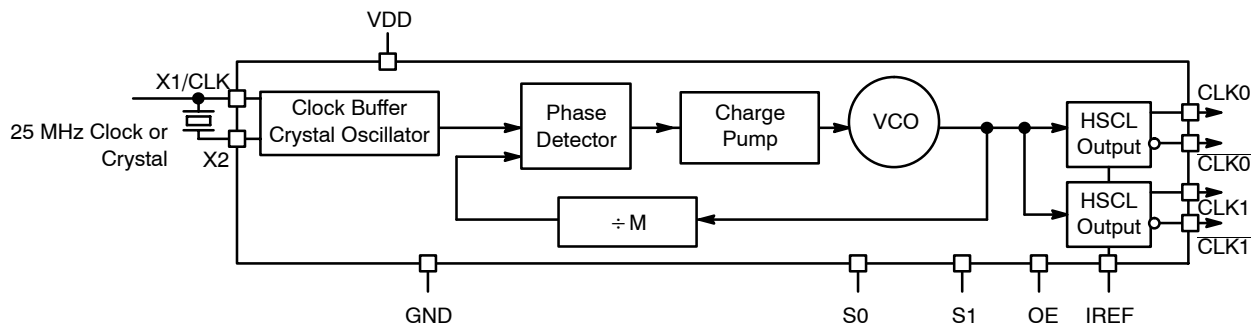 VDD
X1/CLK
25 MHz Clock or
Crystal
X2
Clock Buffer
Crystal Oscillator
Phase
Detector
Charge
Pump
VCO
÷ M
HSCL
Output
HSCL
Output
CLK0
CLK0
CLK1
CLK1
GND
S0
S1
OE
IREF